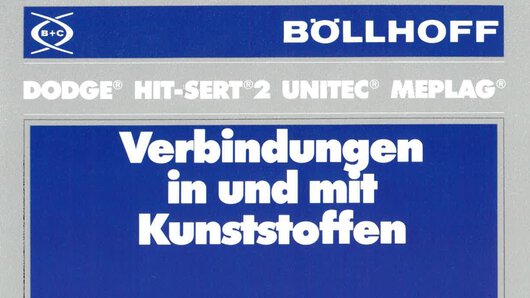 B+C
BÖLLHOFF
DODGE® HIT-SERT®2 UNITEC® MEPLAG®
Verbindungen
in und mit
Kunststoffen